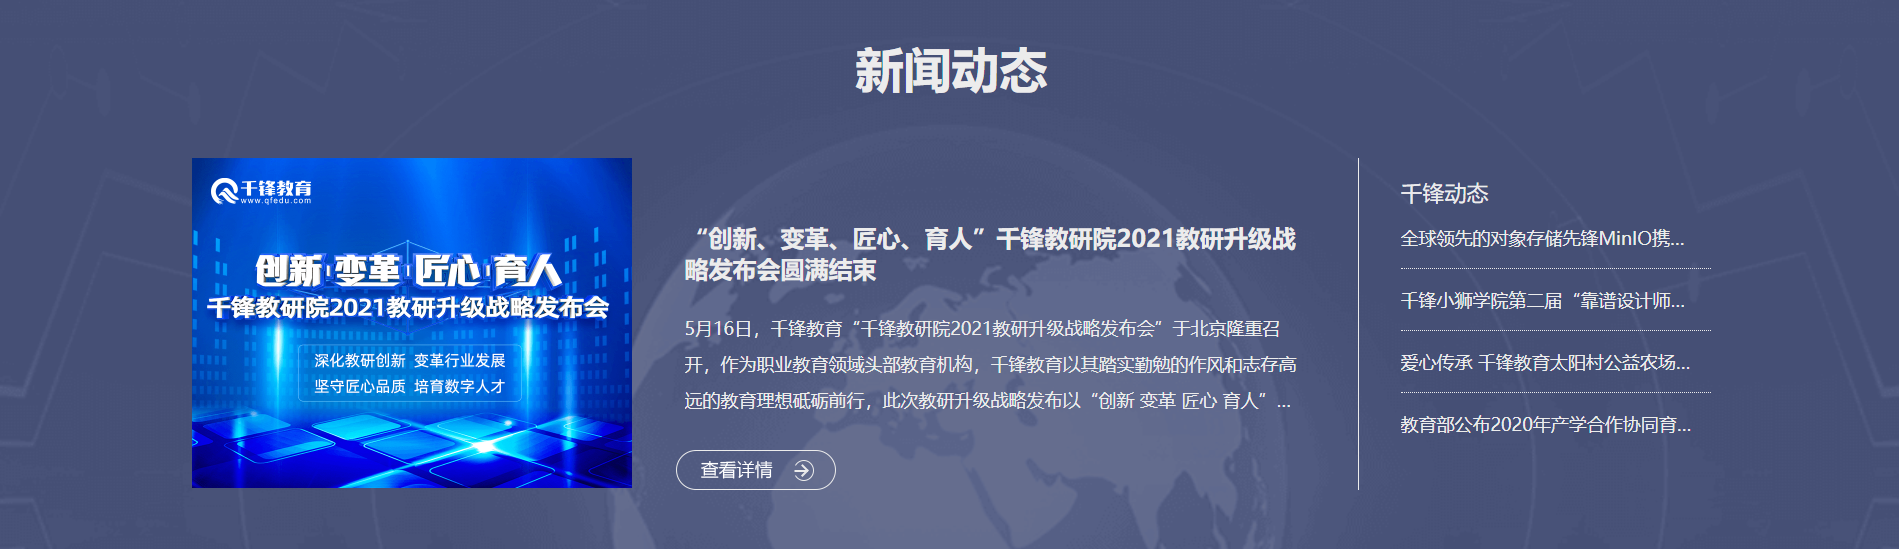 新闻动态
千锋教育
www.qfedu.com
创新·变革·匠心·育人
千锋教研院2021教研升级战略发布会
深化教研创新 变革行业发展
坚守匠心品质 培育数字人才
“创新、变革、匠心、育人”千锋教研院2021教研升级战
略发布会圆满结束
5月16日，千锋教育“千锋教研院2021教研升级战略发布会”于北京隆重召
开，作为职业教育领域头部教育机构，千锋教育以其踏实勤勉的作风和志存高
远的教育理想砥砺前行，此次教研升级战略发布以“创新 变革 匠心 育人”...
查看详情
千锋动态
全球领先的对象存储先锋MinIO携...
千锋小狮学院第二届“靠谱设计师...
爱心传承 千锋教育太阳村公益农场...
教育部公布2020年产学合作协同育...